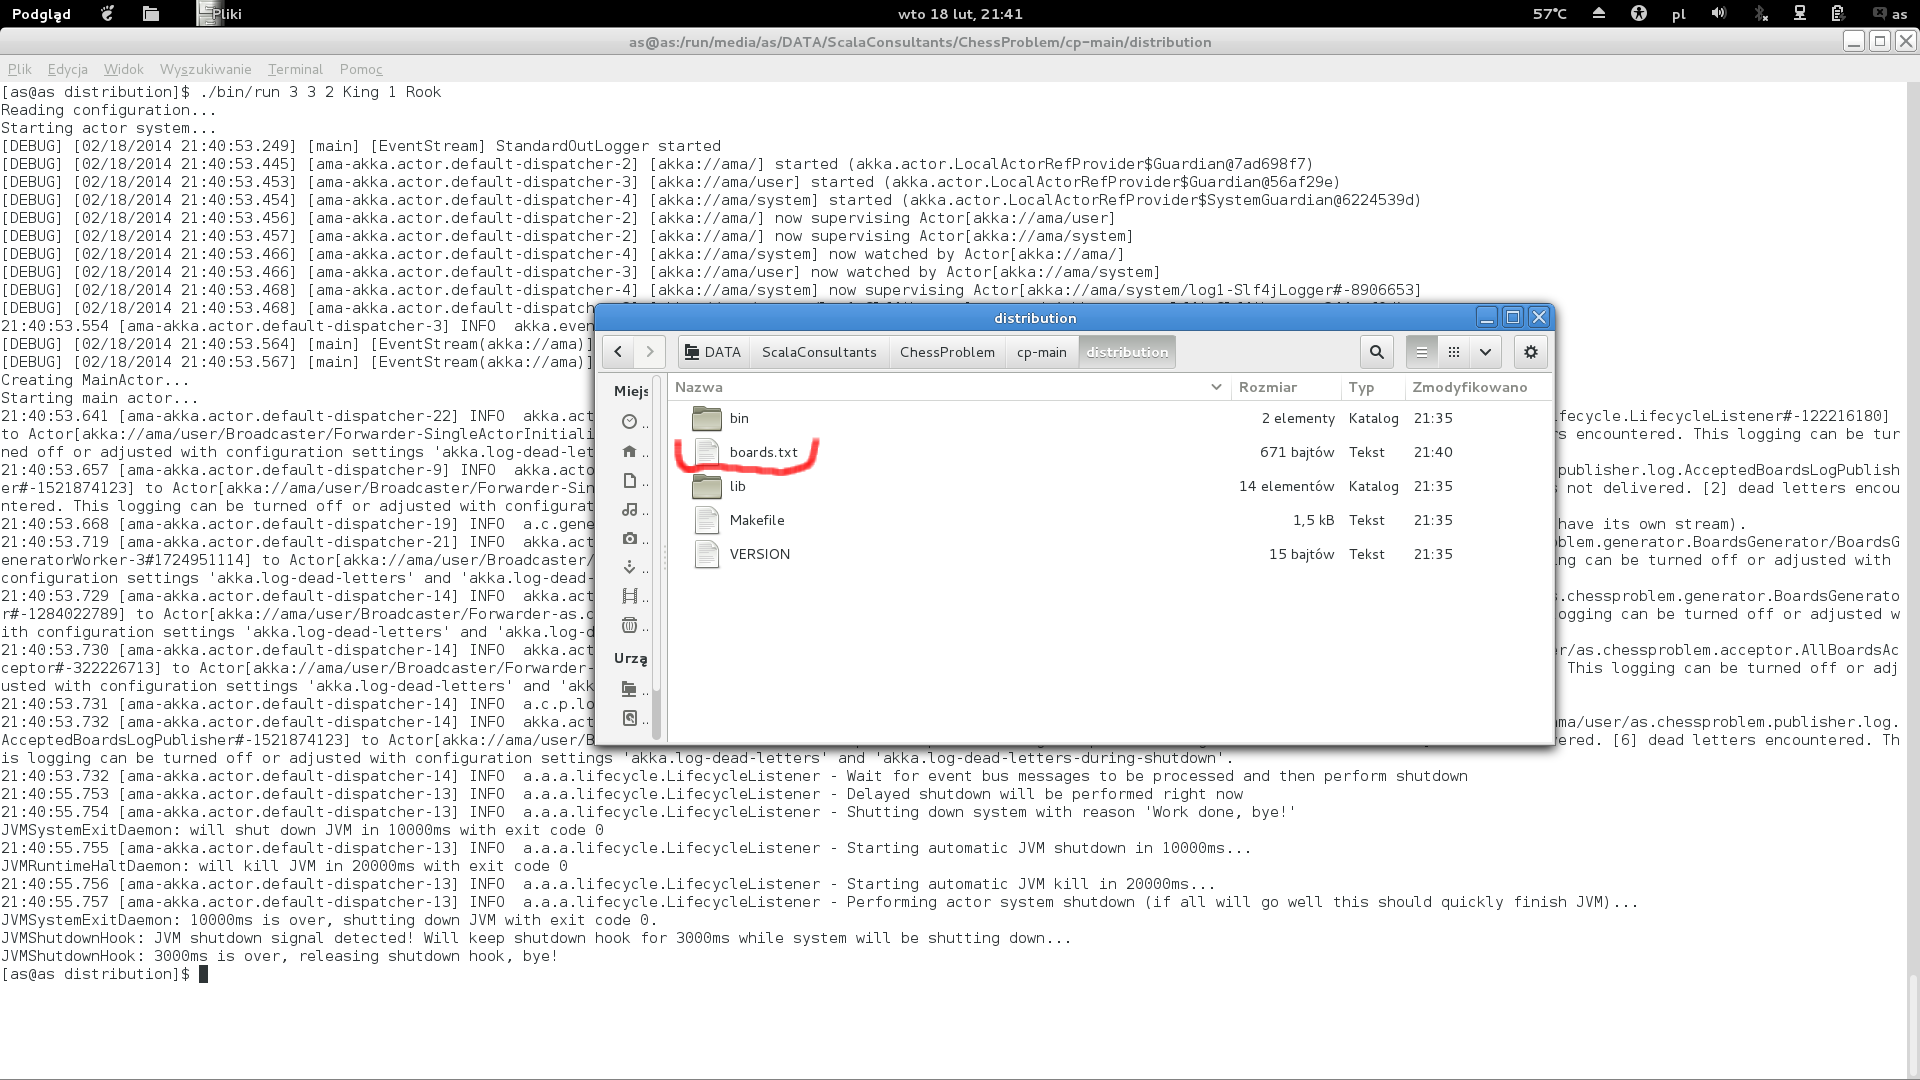 Podgląd Pliki wto 18 lut, 21:41 57°C pl as
as@as:/run/media/as/DATA/ScalaConsultants/ChessProblem/cp-main/distribution
Plik Edycja Widok Wyszukiwanie Terminal Pomoc
[as@as distribution]$ ./bin/run 3 3 2 King 1 Rook
Reading configuration...
Starting actor system...
[DEBUG] [02/18/2014 21:40:53.249] [main] [EventStream] StandardOutLogger started
[DEBUG] [02/18/2014 21:40:53.445] [ama-akka.actor.default-dispatcher-2] [akka://ama/] started (akka.actor.LocalActorRefProvider$Guardian@7ad698f7)
[DEBUG] [02/18/2014 21:40:53.453] [ama-akka.actor.default-dispatcher-3] [akka://ama/user] started (akka.actor.LocalActorRefProvider$Guardian@56af29e)
[DEBUG] [02/18/2014 21:40:53.454] [ama-akka.actor.default-dispatcher-4] [akka://ama/system] started (akka.actor.LocalActorRefProvider$SystemGuardian@6224539d)
[DEBUG] [02/18/2014 21:40:53.456] [ama-akka.actor.default-dispatcher-2] [akka://ama/] now supervising Actor[akka://ama/user]
[DEBUG] [02/18/2014 21:40:53.457] [ama-akka.actor.default-dispatcher-2] [akka://ama/] now supervising Actor[akka://ama/system]
[DEBUG] [02/18/2014 21:40:53.466] [ama-akka.actor.default-dispatcher-4] [akka://ama/system] now watched by Actor[akka://ama/]
[DEBUG] [02/18/2014 21:40:53.466] [ama-akka.actor.default-dispatcher-3] [akka://ama/user] now watched by Actor[akka://ama/system]
[DEBUG] [02/18/2014 21:40:53.468] [ama-akka.actor.default-dispatcher-4] [akka://ama/system] now supervising Actor[akka://ama/system/log1-Slf4jLogger#-8906653]
[DEBUG] [02/18/2014 21:40:53.468] [ama-akka.actor.default-dispatch
21:40:53.554 [ama-akka.actor.default-dispatcher-3] INFO akka.even
[DEBUG] [02/18/2014 21:40:53.564] [main] [EventStream(akka://ama)]
[DEBUG] [02/18/2014 21:40:53.567] [main] [EventStream(akka://ama)]
Creating MainActor...
Starting main actor...
21:40:53.641 [ama-akka.actor.default-dispatcher-22] INFO akka.act ifecycle.LifecycleListener#-122216180]
to Actor[akka://ama/user/Broadcaster/Forwarder-SingleActorInitiali s encountered. This logging can be tur
ned off or adjusted with configuration settings 'akka.log-dead-let
21:40:53.657 [ama-akka.actor.default-dispatcher-9] INFO akka.acto publisher.log.AcceptedBoardsLogPublish
er#-1521874123] to Actor[akka://ama/user/Broadcaster/Forwarder-Sin s not delivered. [2] dead letters encou
ntered. This logging can be turned off or adjusted with configurat
21:40:53.668 [ama-akka.actor.default-dispatcher-19] INFO a.c.gene have its own stream).
21:40:53.719 [ama-akka.actor.default-dispatcher-21] INFO akka.act blem.generator.BoardsGenerator/BoardsG
eneratorWorker-3#1724951114] to Actor[akka://ama/user/Broadcaster/ ng can be turned off or adjusted with
configuration settings 'akka.log-dead-letters' and 'akka.log-dead-
21:40:53.729 [ama-akka.actor.default-dispatcher-14] INFO akka.act s.chessproblem.generator.BoardsGenerato
r#-1284022789] to Actor[akka://ama/user/Broadcaster/Forwarder-as.c ogging can be turned off or adjusted w
ith configuration settings 'akka.log-dead-letters' and 'akka.log-d
21:40:53.730 [ama-akka.actor.default-dispatcher-14] INFO akka.act r/as.chessproblem.acceptor.AllBoardsAc
ceptor#-322226713] to Actor[akka://ama/user/Broadcaster/Forwarder- This logging can be turned off or adj
usted with configuration settings 'akka.log-dead-letters' and 'akk
21:40:53.731 [ama-akka.actor.default-dispatcher-14] INFO a.c.p.lo
21:40:53.732 [ama-akka.actor.default-dispatcher-14] INFO akka.act ama/user/as.chessproblem.publisher.log.
AcceptedBoardsLogPublisher#-1521874123] to Actor[akka://ama/user/B ered. [6] dead letters encountered. Th
is logging can be turned off or adjusted with configuration settings 'akka.log-dead-letters' and 'akka.log-dead-letters-during-shutdown'.
21:40:53.732 [ama-akka.actor.default-dispatcher-14] INFO a.a.a.lifecycle.LifecycleListener - Wait for event bus messages to be processed and then perform shutdown
21:40:55.753 [ama-akka.actor.default-dispatcher-13] INFO a.a.a.lifecycle.LifecycleListener - Delayed shutdown will be performed right now
21:40:55.754 [ama-akka.actor.default-dispatcher-13] INFO a.a.a.lifecycle.LifecycleListener - Shutting down system with reason 'Work done, bye!'
JVMSystemExitDaemon: will shut down JVM in 10000ms with exit code 0
21:40:55.755 [ama-akka.actor.default-dispatcher-13] INFO a.a.a.lifecycle.LifecycleListener - Starting automatic JVM shutdown in 10000ms...
JVMRuntimeHaltDaemon: will kill JVM in 20000ms with exit code 0
21:40:55.756 [ama-akka.actor.default-dispatcher-13] INFO a.a.a.lifecycle.LifecycleListener - Starting automatic JVM kill in 20000ms...
21:40:55.757 [ama-akka.actor.default-dispatcher-13] INFO a.a.a.lifecycle.LifecycleListener - Performing actor system shutdown (if all will go well this should quickly finish JVM)...
JVMSystemExitDaemon: 10000ms is over, shutting down JVM with exit code 0.
JVMShutdownHook: JVM shutdown signal detected! Will keep shutdown hook for 3000ms while system will be shutting down...
JVMShutdownHook: 3000ms is over, releasing shutdown hook, bye!
[as@as distribution]$
distribution
DATA ScalaConsultants ChessProblem cp-main distribution
Miejs
Urzą
Nazwa Rozmiar Typ Zmodyfikowano
bin 2 elementy Katalog 21:35
boards.txt 671 bajtów Tekst 21:40
lib 14 elementów Katalog 21:35
Makefile 1,5 kB Tekst 21:35
VERSION 15 bajtów Tekst 21:35